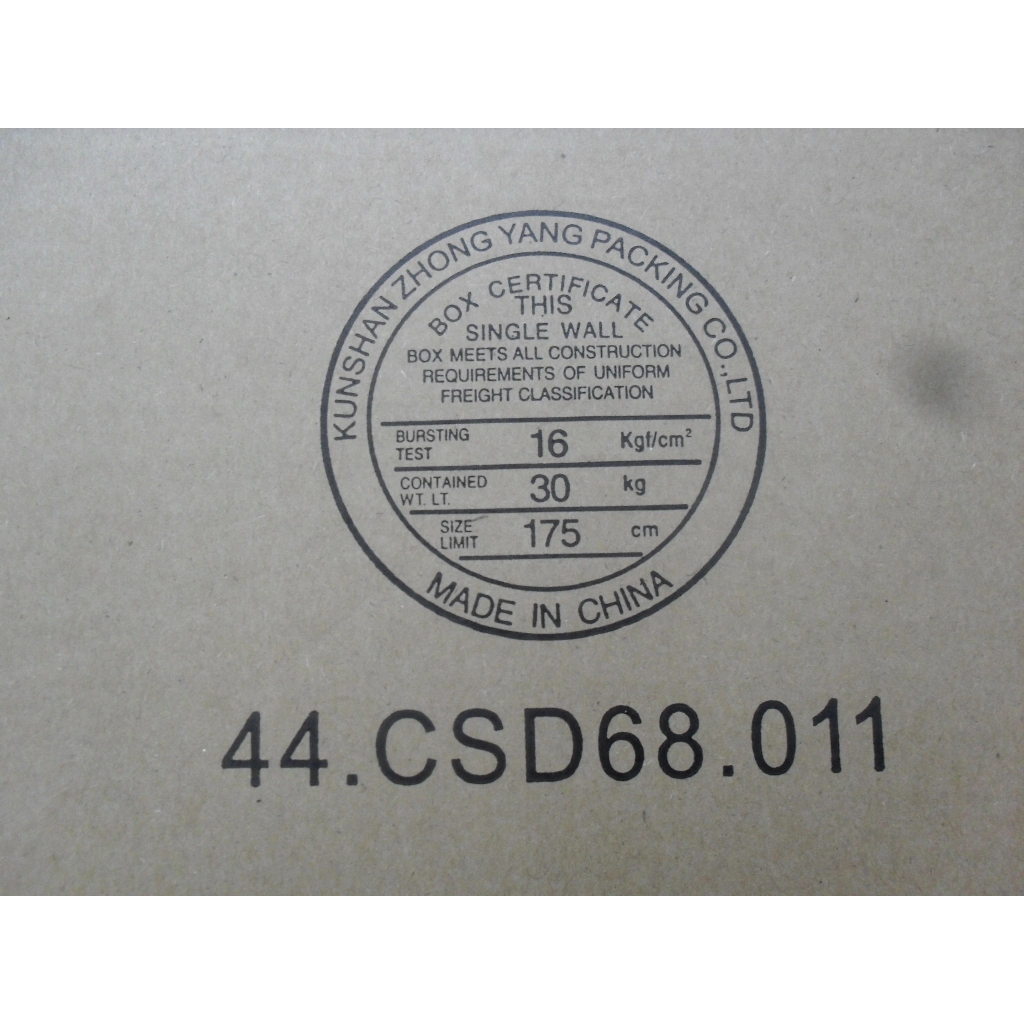 KUNSHAN ZHONG YANG PACKING CO.,LTD
BOX CERTIFICATE
THIS
SINGLE WALL
BOX MEETS ALL CONSTRUCTION
REQUIREMENTS OF UNIFORM
FREIGHT CLASSIFICATION
BURSTING TEST 16 Kgf/cm²
CONTAINED WT. LT. 30 kg
SIZE LIMIT 175 cm
MADE IN CHINA
44.CSD68.011